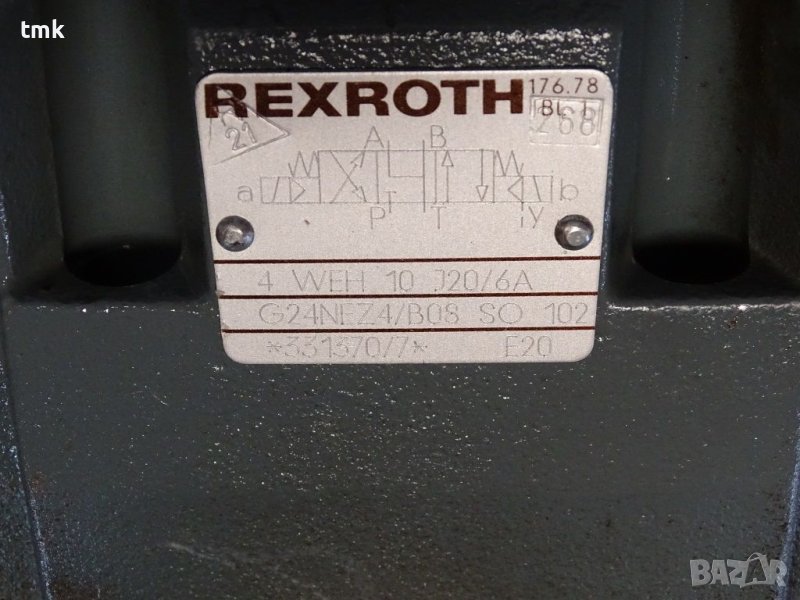 tmk
REXROTH
176.78
BL. 1
21
268
A B
a b
P T Y
4 WEH 10 J20/6A
G24NEZ4/B08 SO 102
*331370/7* E20
BAZAR